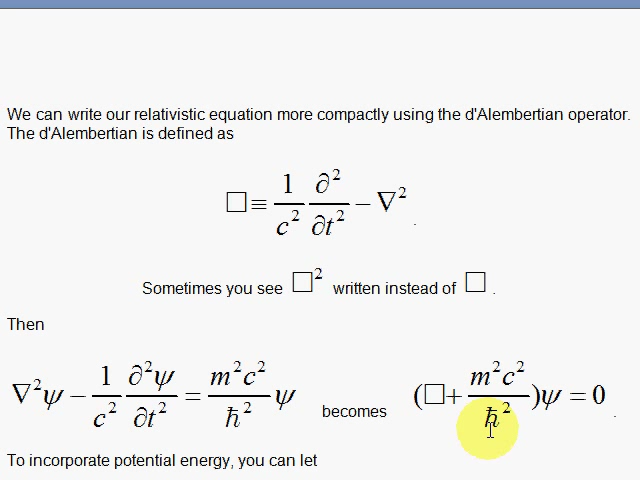 We can write our relativistic equation more compactly using the d'Alembertian operator.
The d'Alembertian is defined as
□ ≡ 1/c² ∂²/∂t² − ∇² .
Sometimes you see □² written instead of □ .
Then
∇²ψ − 1/c² ∂²ψ/∂t² = m²c²/ħ² ψ becomes (□ + m²c²/ħ²)ψ = 0 .
To incorporate potential energy, you can let